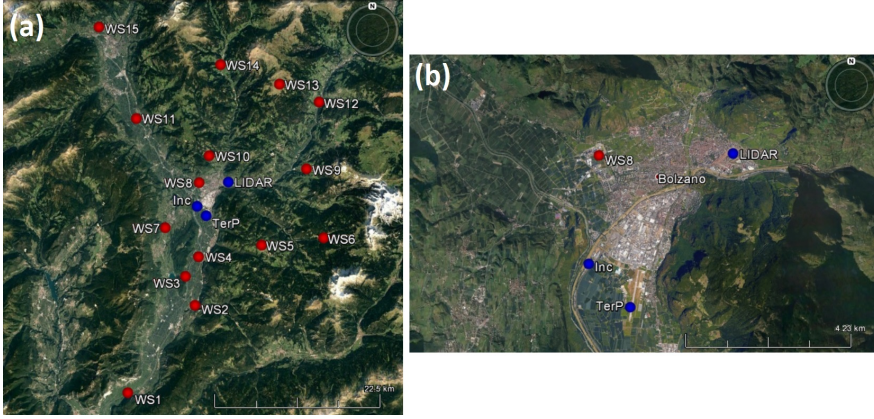 (a)
N
WS15
WS14
WS13
WS12
WS11
WS10
WS9
WS8
LIDAR
Inc
TerP
WS7
WS6
WS5
WS4
WS3
WS2
22.5 km
WS1
(b)
N
WS8
LIDAR
Bolzano
Inc
TerP
4.23 km